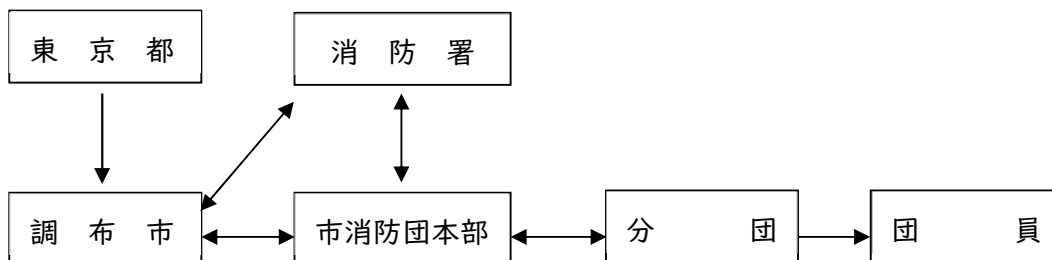 東京都
消防署
調布市
市消防団本部
分団
団員